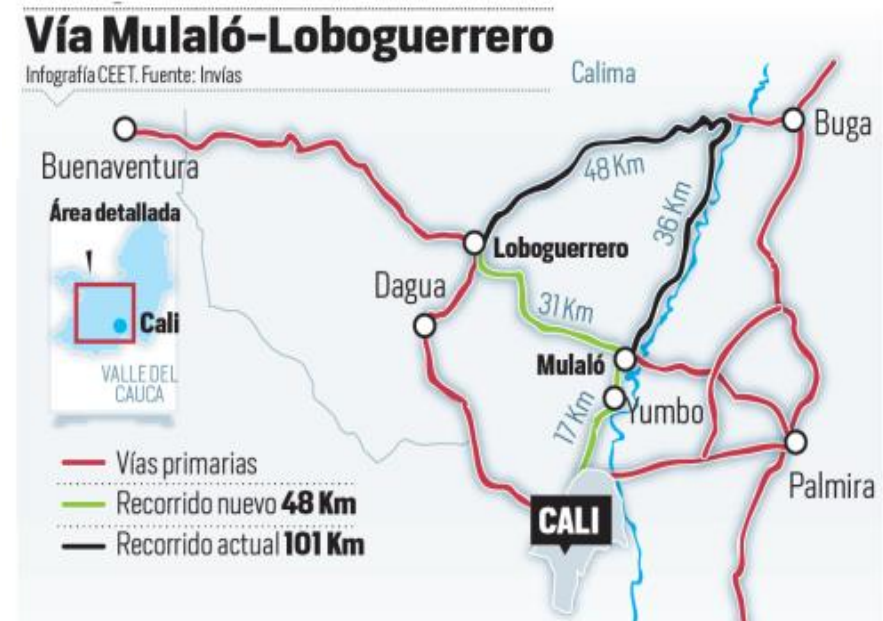 Vía Mulaló-Loboguerrero
Infografía CEET. Fuente: Invías
Calima
Buga
Buenaventura
48 Km
36 Km
Área detallada
Loboguerrero
Dagua
31 Km
Cali
Mulaló
VALLE DEL
CAUCA
17 Km
Yumbo
Vías primarias
Palmira
Recorrido nuevo 48 Km
CALI
Recorrido actual 101 Km